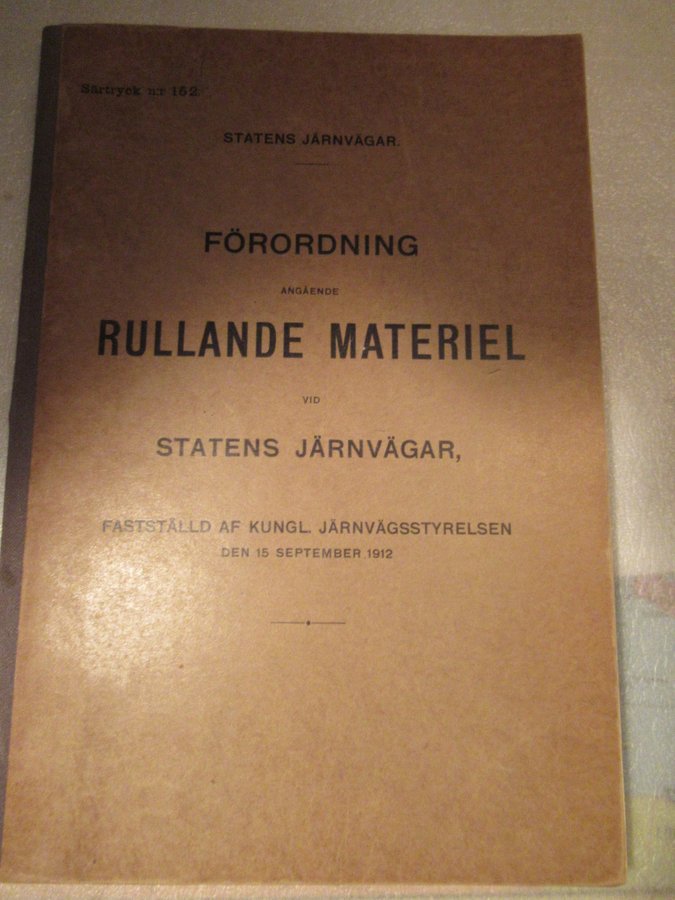 Särtryck n:r 152.
STATENS JÄRNVÄGAR.
FÖRORDNING
ANGÅENDE
RULLANDE MATERIEL
VID
STATENS JÄRNVÄGAR,
FASTSTÄLLD AF KUNGL. JÄRNVÄGSSTYRELSEN
DEN 15 SEPTEMBER 1912